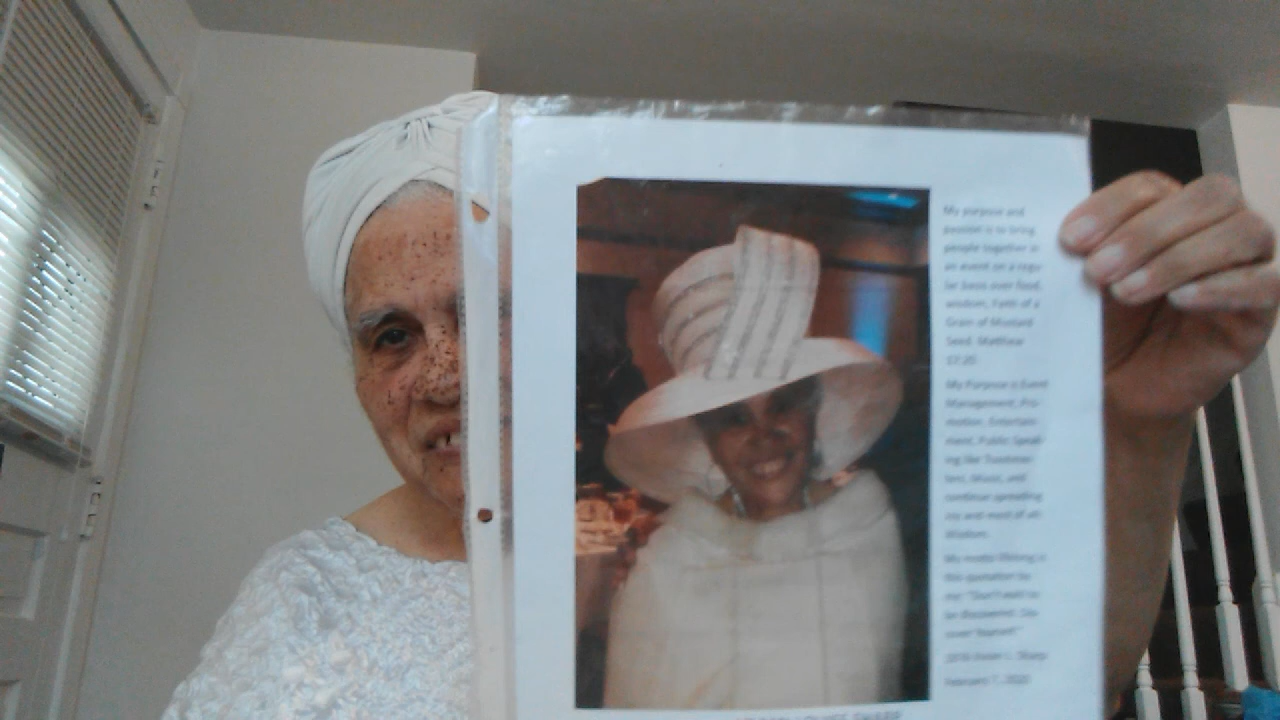 My purpose and
passion is to bring
people together in
an event on a regu-
lar basis over food,
wisdom, Faith of a
Grain of Mustard
Seed. Matthew
17:20
My Purpose is Event
Management, Pro-
motion, Entertain-
ment, Public Speak-
ing like Toastmas-
ters, Music, and
continue spreading
Joy and most of all
Wisdom.
My motto lifelong is
this quotation by
me: "Don't wait to
be discovered. Dis-
cover Yourself"
Sharp
February 7, 2020
SHARP